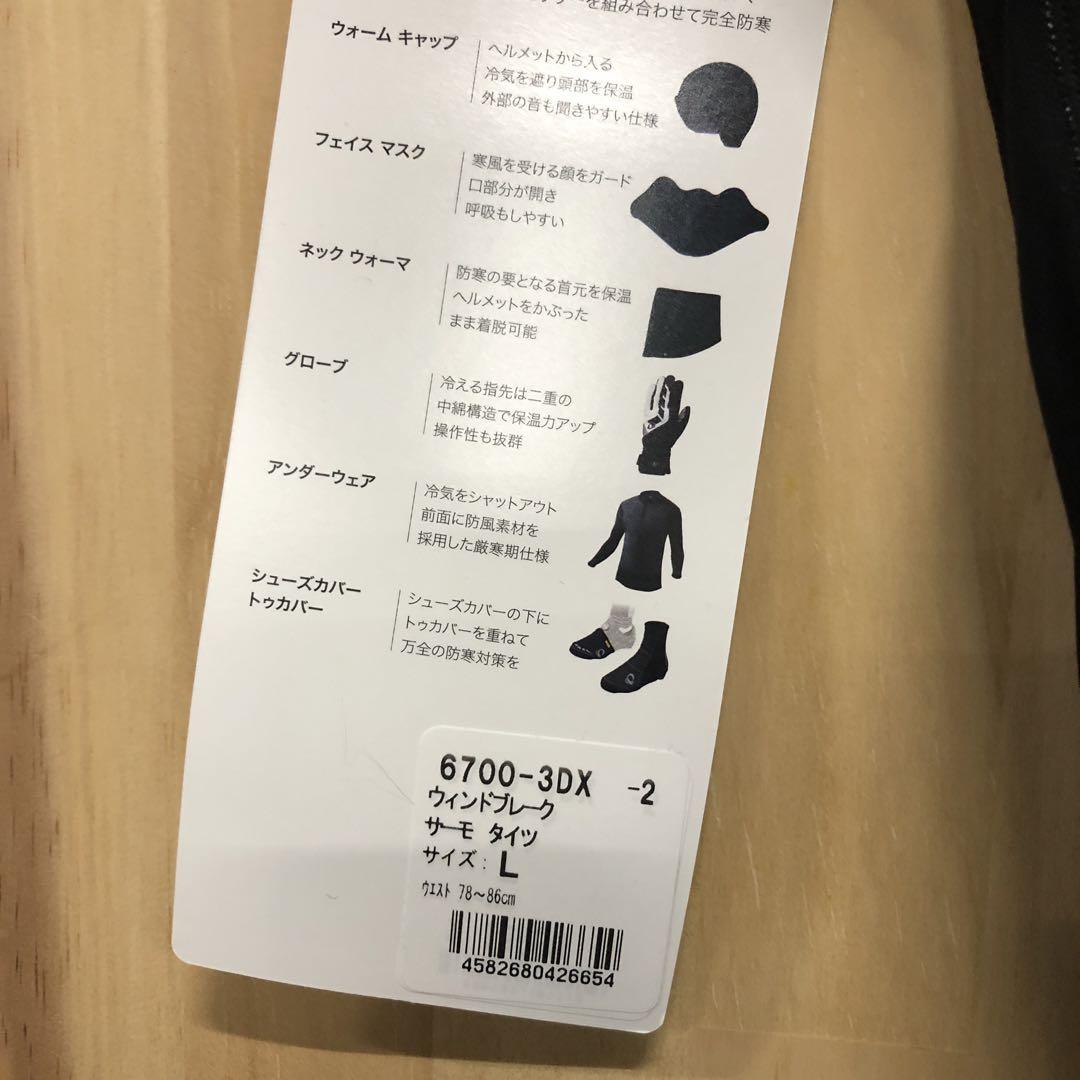 を組み合わせて完全防寒
ウォーム キャップ
ヘルメットから入る
冷気を遮り頭部を保温
外部の音も聞きやすい仕様
フェイス マスク
寒風を受ける顔をガード
口部分が開き
呼吸もしやすい
ネック ウォーマ
防寒の要となる首元を保温
ヘルメットをかぶった
まま着脱可能
グローブ
冷える指先は二重の
中綿構造で保温力アップ
操作性も抜群
アンダーウェア
冷気をシャットアウト
前面に防風素材を
採用した厳寒期仕様
シューズカバー
トゥカバー
シューズカバーの下に
トゥカバーを重ねて
万全の防寒対策を
6700-3DX -2
ウィンドブレーク
サーモ タイツ
サイズ: L
ウエスト 78~86cm
4582680426654